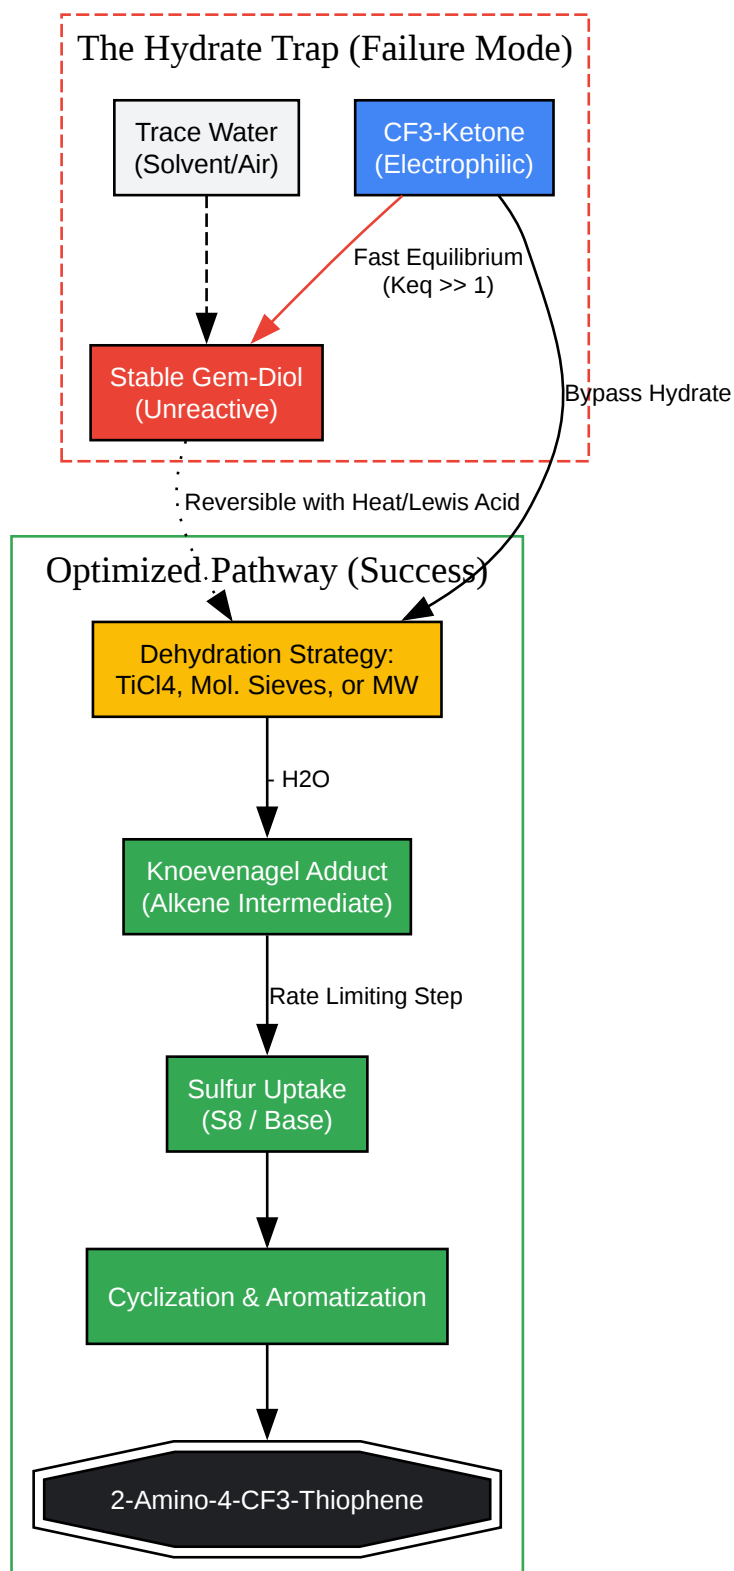 The Hydrate Trap (Failure Mode)
Trace Water
(Solvent/Air)
CF3-Ketone
(Electrophilic)
Fast Equilibrium
(Keq >> 1)
Stable Gem-Diol
(Unreactive)
Bypass Hydrate
Reversible with Heat/Lewis Acid
Optimized Pathway (Success)
Dehydration Strategy:
TiCl4, Mol. Sieves, or MW
- H2O
Knoevenagel Adduct
(Alkene Intermediate)
Rate Limiting Step
Sulfur Uptake
(S8 / Base)
Cyclization & Aromatization
2-Amino-4-CF3-Thiophene